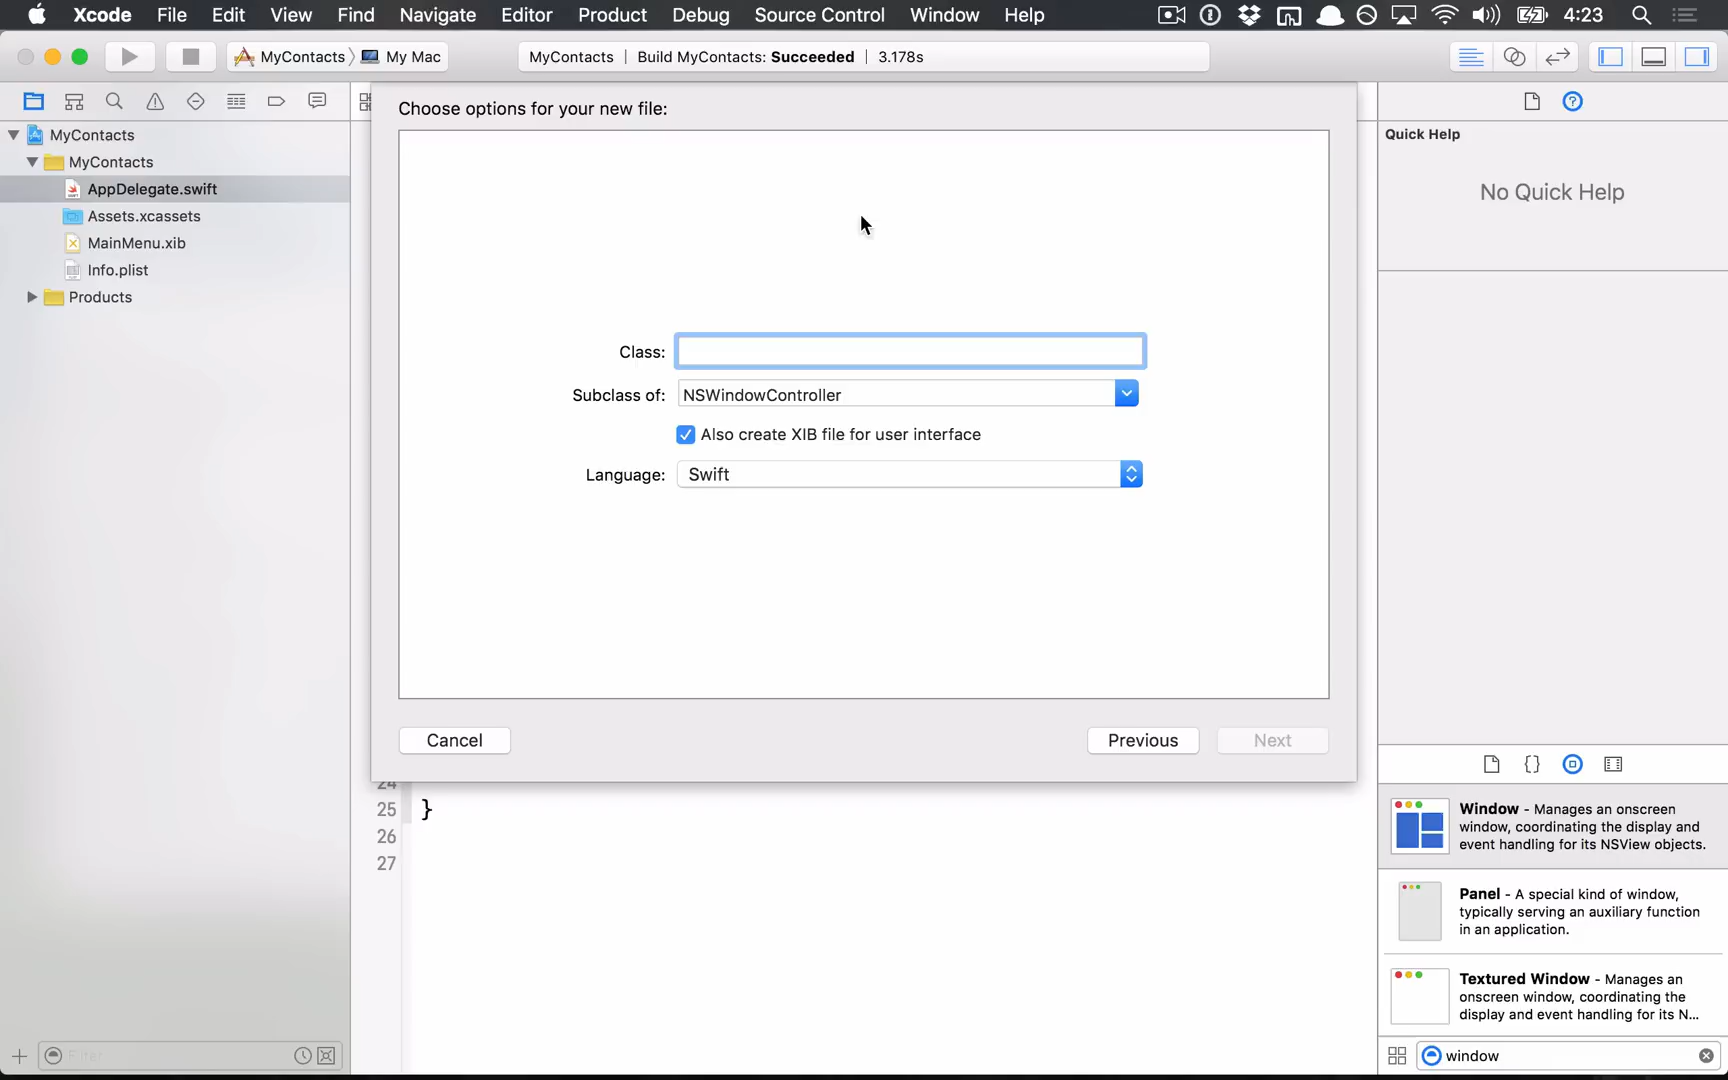 Xcode File Edit View Find Navigate Editor Product Debug Source Control Window Help 4:23
MyContacts My Mac MyContacts | Build MyContacts: Succeeded | 3.178s
Choose options for your new file:
Quick Help
No Quick Help
MyContacts
MyContacts
AppDelegate.swift
Assets.xcassets
MainMenu.xib
Info.plist
Products
Class:
Subclass of: NSWindowController
Also create XIB file for user interface
Language: Swift
Cancel Previous Next
24
25 }
26
27
Window - Manages an onscreen
window, coordinating the display and
event handling for its NSView objects.
Panel - A special kind of window,
typically serving an auxiliary function
in an application.
Textured Window - Manages an
onscreen window, coordinating the
display and event handling for its N...
Filter
window